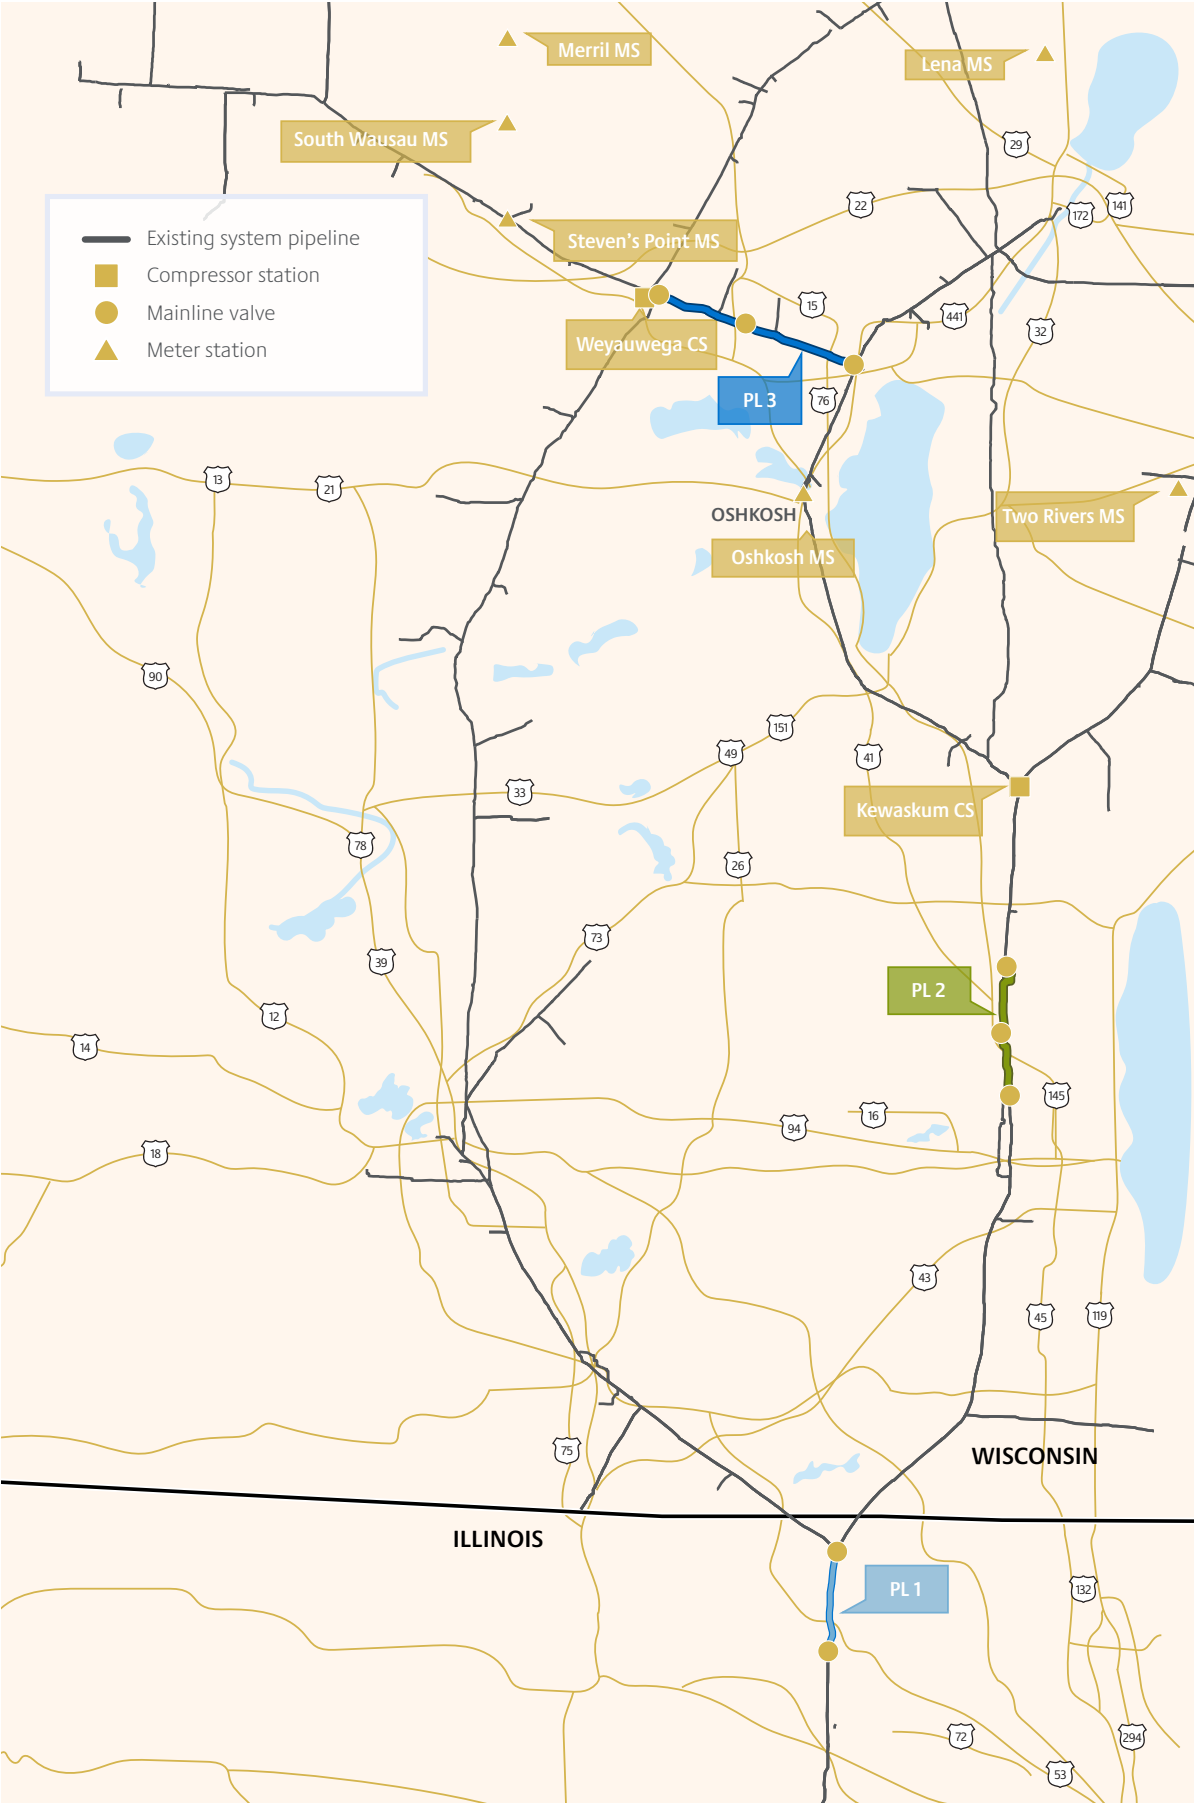 Merril MS
Lena MS
South Wausau MS
29
22
172
141
Existing system pipeline
Compressor station
Mainline valve
Meter station
Steven's Point MS
15
441
32
Weyauwega CS
PL 3
76
13
21
OSHKOSH
Two Rivers MS
Oshkosh MS
90
151
49
41
33
Kewaskum CS
78
26
73
39
PL 2
12
14
145
16
94
18
43
45
119
75
WISCONSIN
ILLINOIS
PL 1
132
72
294
53